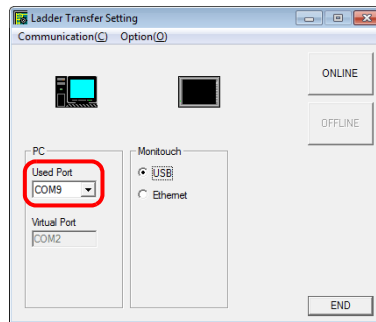 Ladder Transfer Setting
Communication(C) Option(O)
ONLINE
OFFLINE
PC
Used Port
COM9
Virtual Port
COM2
Monitouch
USB
Ethernet
END